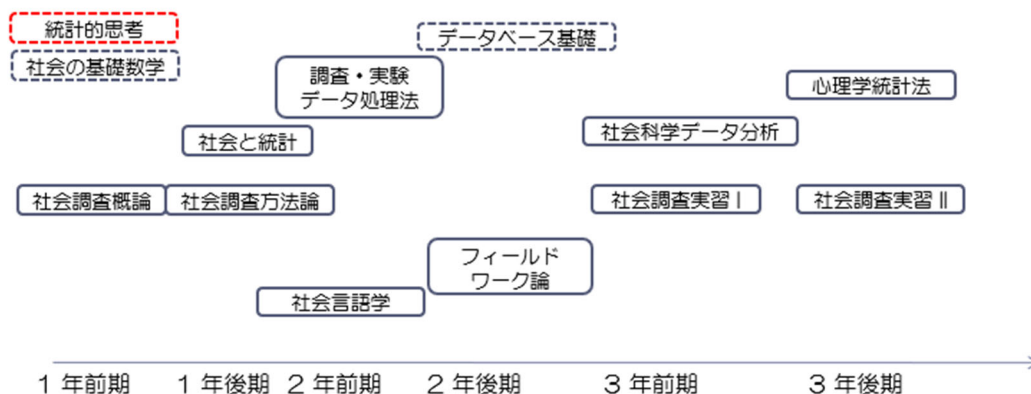 統計的思考
社会の基礎数学
データベース基礎
調査・実験
データ処理法
心理学統計法
社会と統計
社会科学データ分析
社会調査概論
社会調査方法論
社会調査実習Ⅰ
社会調査実習Ⅱ
フィールド
ワーク論
社会言語学
1 年前期
1 年後期
2 年前期
2 年後期
3 年前期
3 年後期